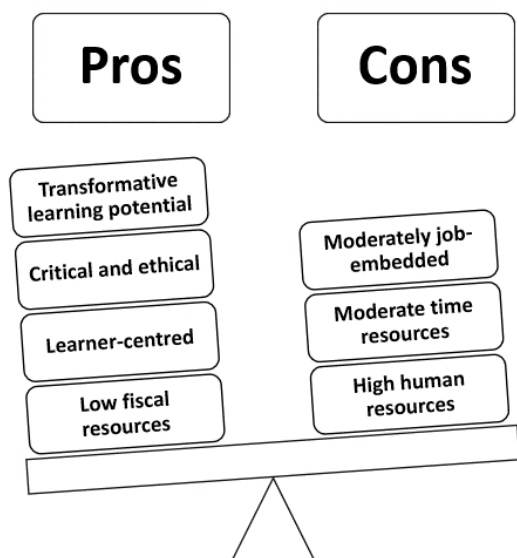 Pros
Cons
Transformative
learning potential
Critical and ethical
Learner-centred
Low fiscal
resources
Moderately job-
embedded
Moderate time
resources
High human
resources